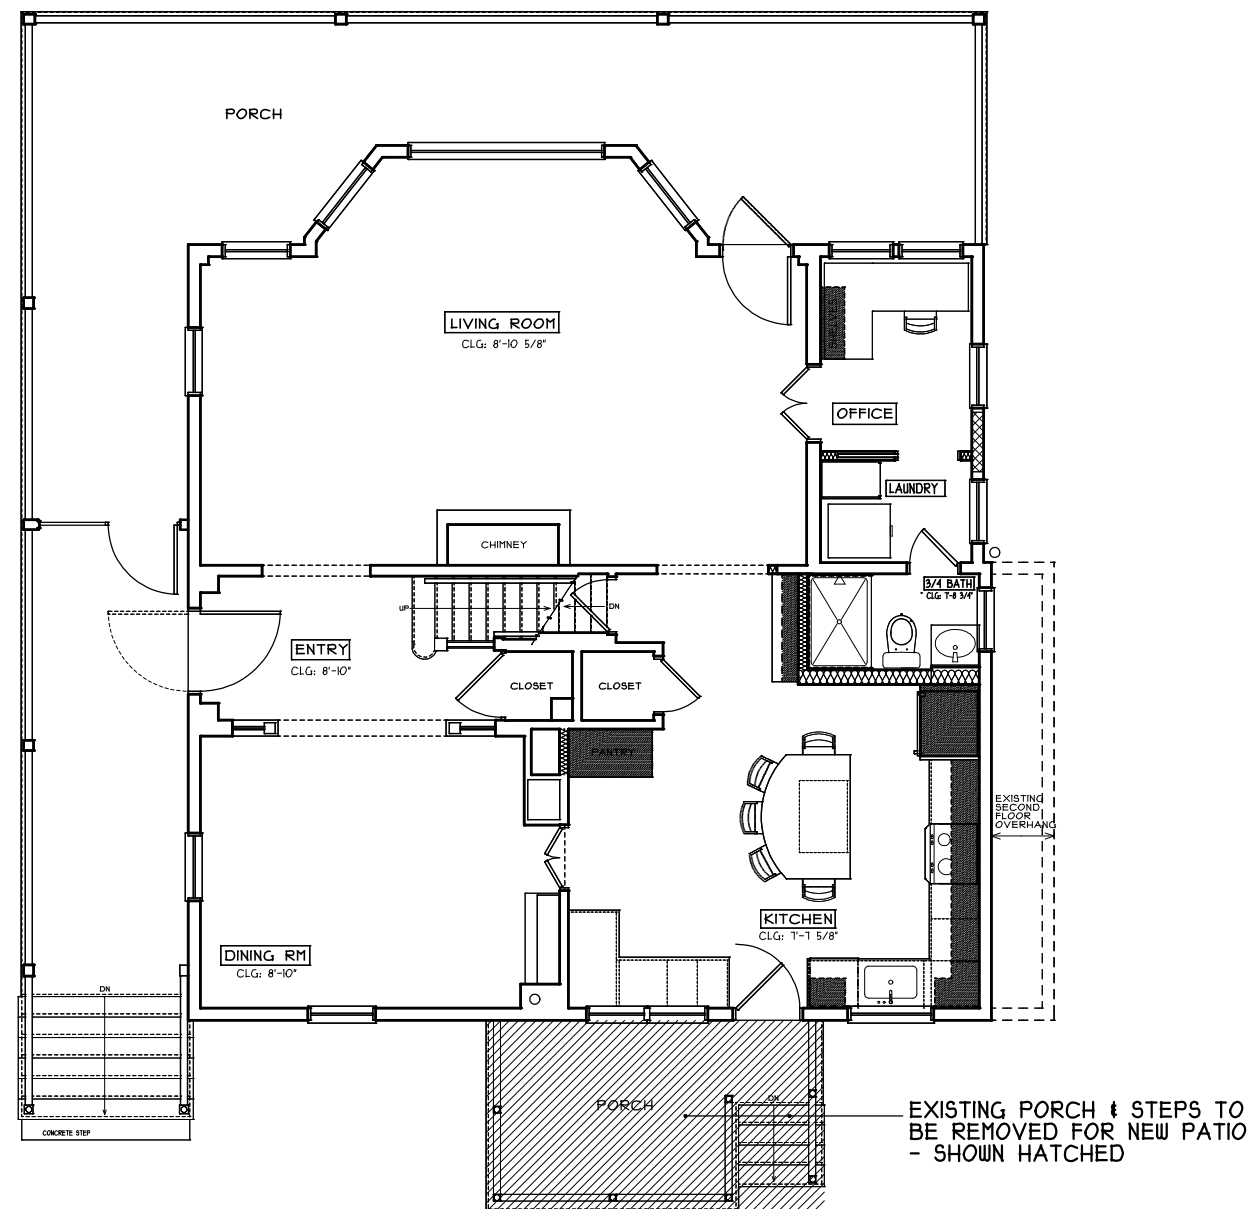 PORCH
LIVING ROOM
CLG: 8'-10 5/8"
SHELVES
OFFICE
LAUNDRY
CHIMNEY
3/4 BATH
CLG: 7'-8 3/4"
UP
DN
ENTRY
CLG: 8'-10"
CLOSET
CLOSET
PANTRY
EXISTING
SECOND
FLOOR
OVERHANG
KITCHEN
CLG: 7'-7 5/8"
DINING RM
CLG: 8'-10"
DN
PORCH
DN
EXISTING PORCH & STEPS TO
BE REMOVED FOR NEW PATIO
- SHOWN HATCHED
CONCRETE STEP